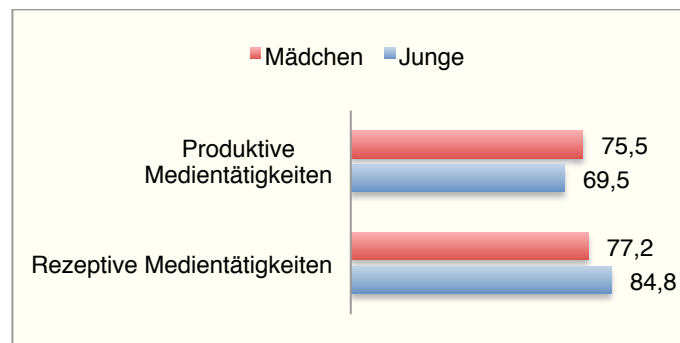 Mädchen Junge
Produktive
Medientätigkeiten
75,5
69,5
Rezeptive Medientätigkeiten
77,2
84,8